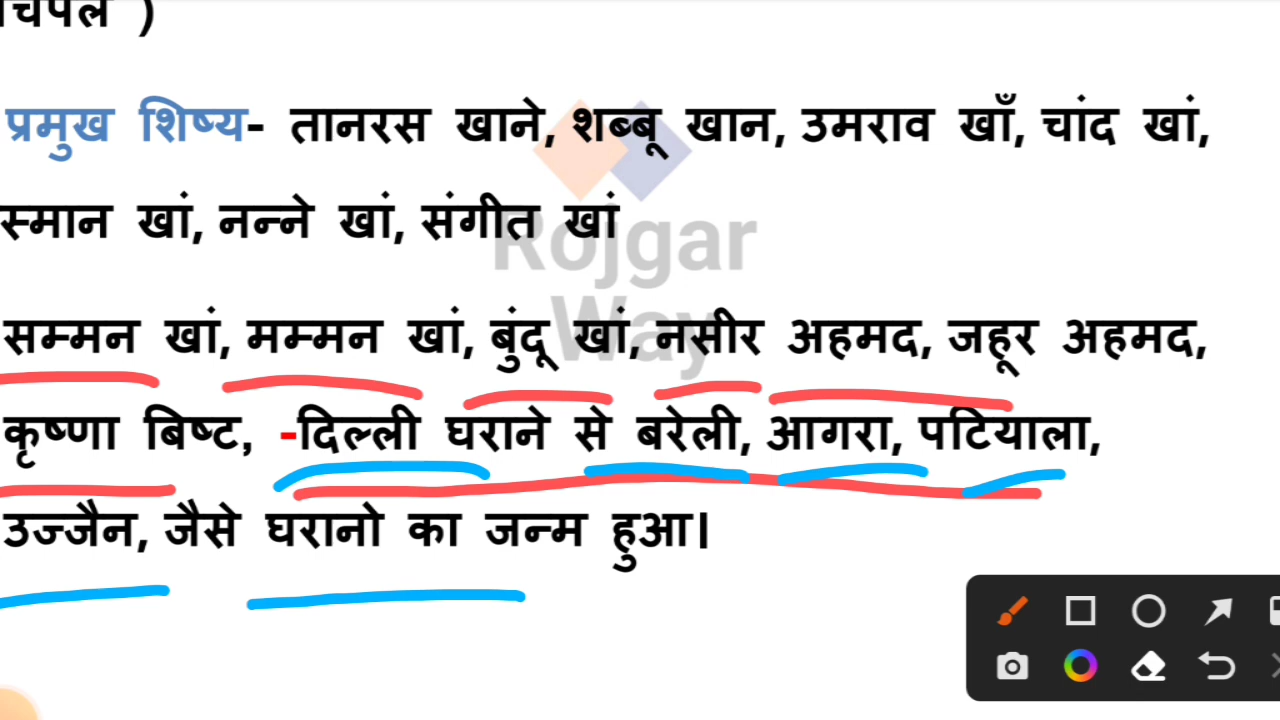 चपल )
प्रमुख शिष्य- तानरस खाने, शब्बू खान, उमराव खाँ, चांद खां,
स्मान खां, नन्ने खां, संगीत खां
Rojgar
Way
सम्मन खां, मम्मन खां, बुंदू खां, नसीर अहमद, जहूर अहमद,
कृष्णा बिष्ट, -दिल्ली घराने से बरेली, आगरा, पटियाला,
उज्जैन, जैसे घरानो का जन्म हुआ।